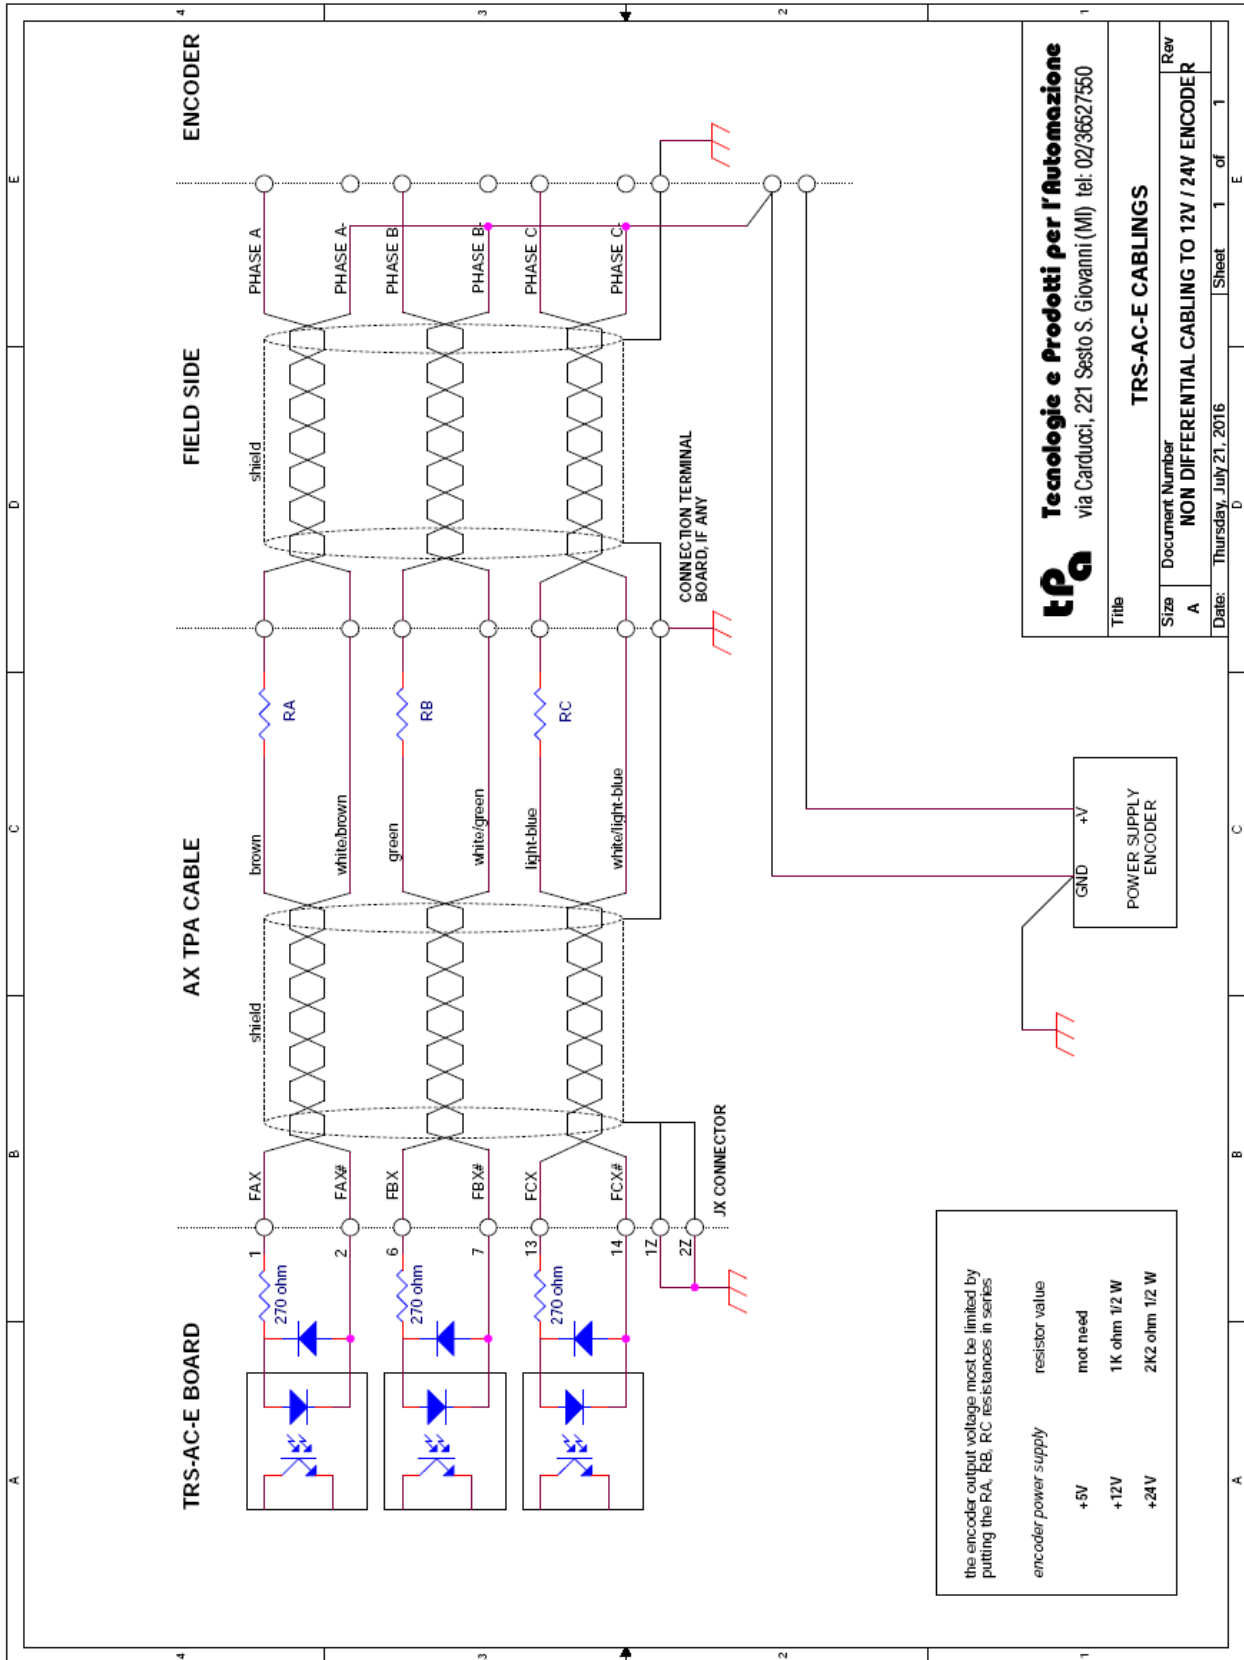 4
3
2
1
A
B
C
D
E
TRS-AC-E BOARD
AX TPA CABLE
FIELD SIDE
ENCODER
270 ohm
1
FAX
shield
brown
RA
shield
PHASE A
2
FAX#
white/brown
PHASE A-
270 ohm
6
FBX
green
RB
PHASE B
7
FBX#
white/green
PHASE B-
270 ohm
13
FCX
light-blue
RC
PHASE C
14
FCX#
white/light-blue
PHASE C-
1Z
2Z
JX CONNECTOR
CONNECTION TERMINAL
BOARD, IF ANY
the encoder output voltage most be limited by
putting the RA, RB, RC resistances in series
encoder power supply
resistor value
+5V
mot need
+12V
1K ohm 1/2 W
+24V
2K2 ohm 1/2 W
GND
+V
POWER SUPPLY
ENCODER
tpa
Tecnologie e Prodotti per l'Automazione
via Carducci, 221 Sesto S. Giovanni (MI) tel: 02/36527550
Title
TRS-AC-E CABLINGS
Size
A
Document Number
NON DIFFERENTIAL CABLING TO 12V / 24V ENCODER
Rev
Date:
Thursday, July 21, 2016
Sheet
1
of
1
A
B
C
D
E
4
3
2
1